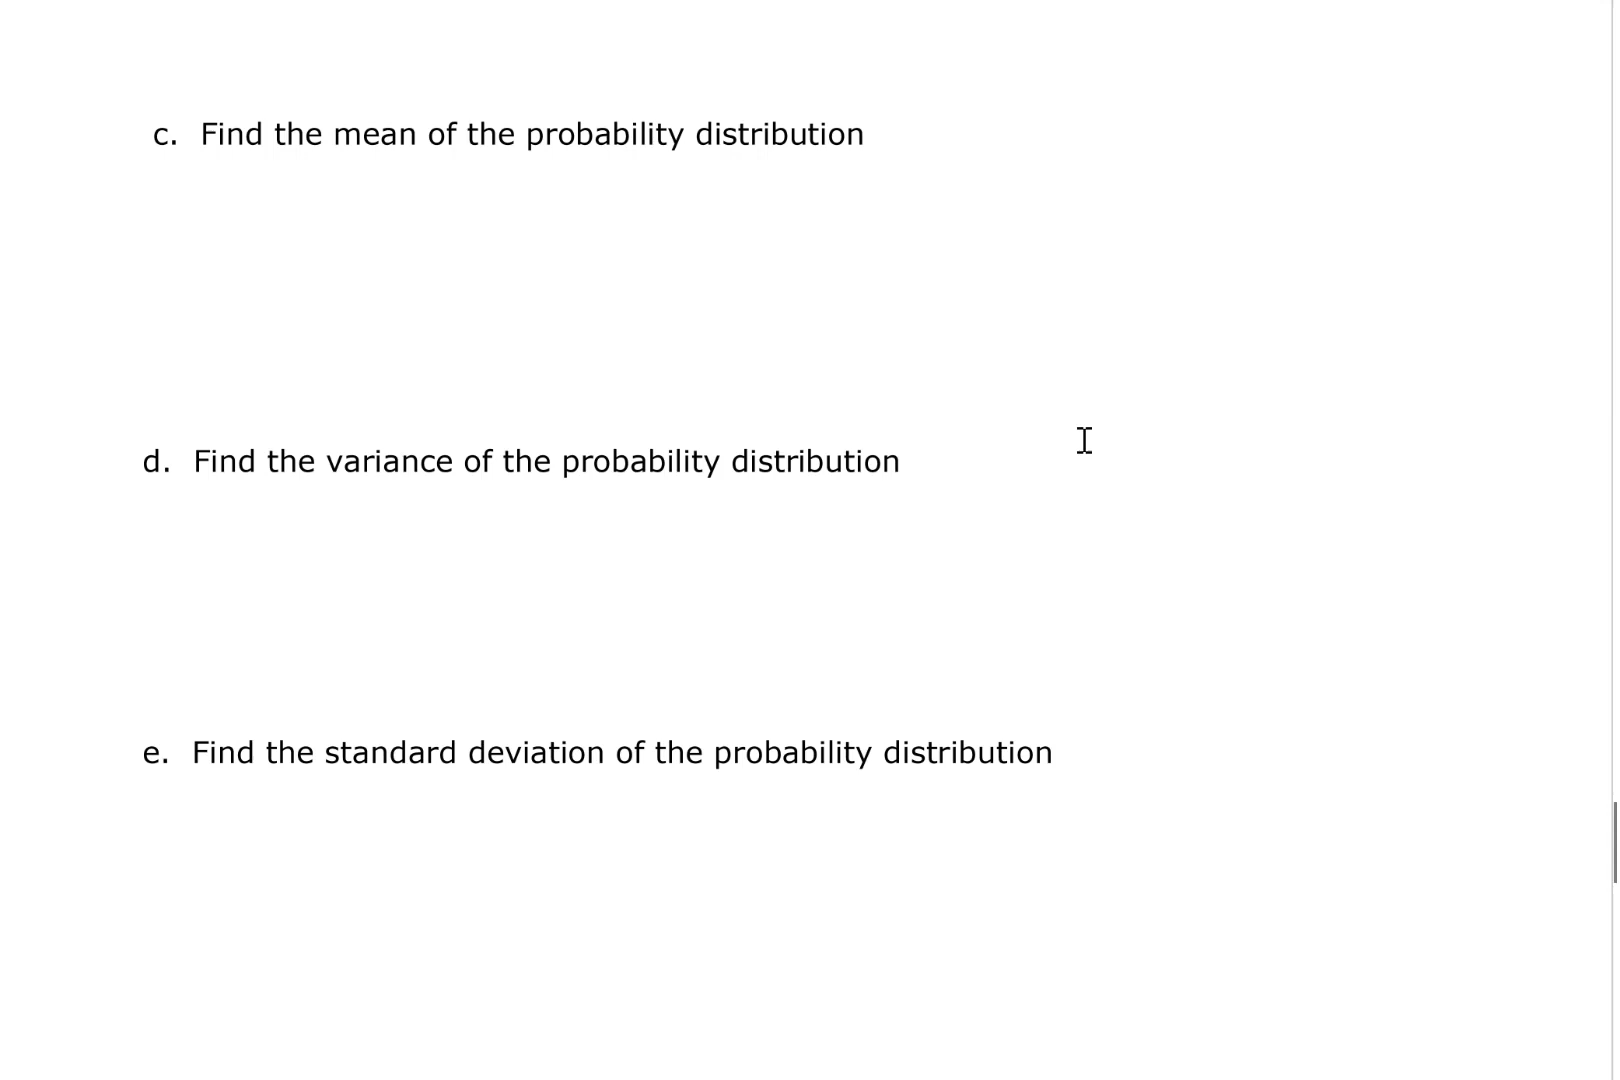 c. Find the mean of the probability distribution
d. Find the variance of the probability distribution
e. Find the standard deviation of the probability distribution